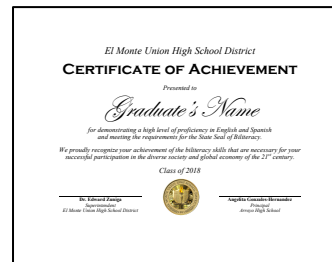 El Monte Union High School District
CERTIFICATE OF ACHIEVEMENT
Presented to
Graduate's Name
for demonstrating a high level of proficiency in English and Spanish
and meeting the requirements for the State Seal of Biliteracy.
We proudly recognize your achievement of the biliteracy skills that are necessary for your
successful participation in the diverse society and global economy of the 21st century.
Class of 2018
Dr. Edward Zuniga
Superintendent
El Monte Union High School District
Angelita Gonzales-Hernandez
Principal
Arroyo High School